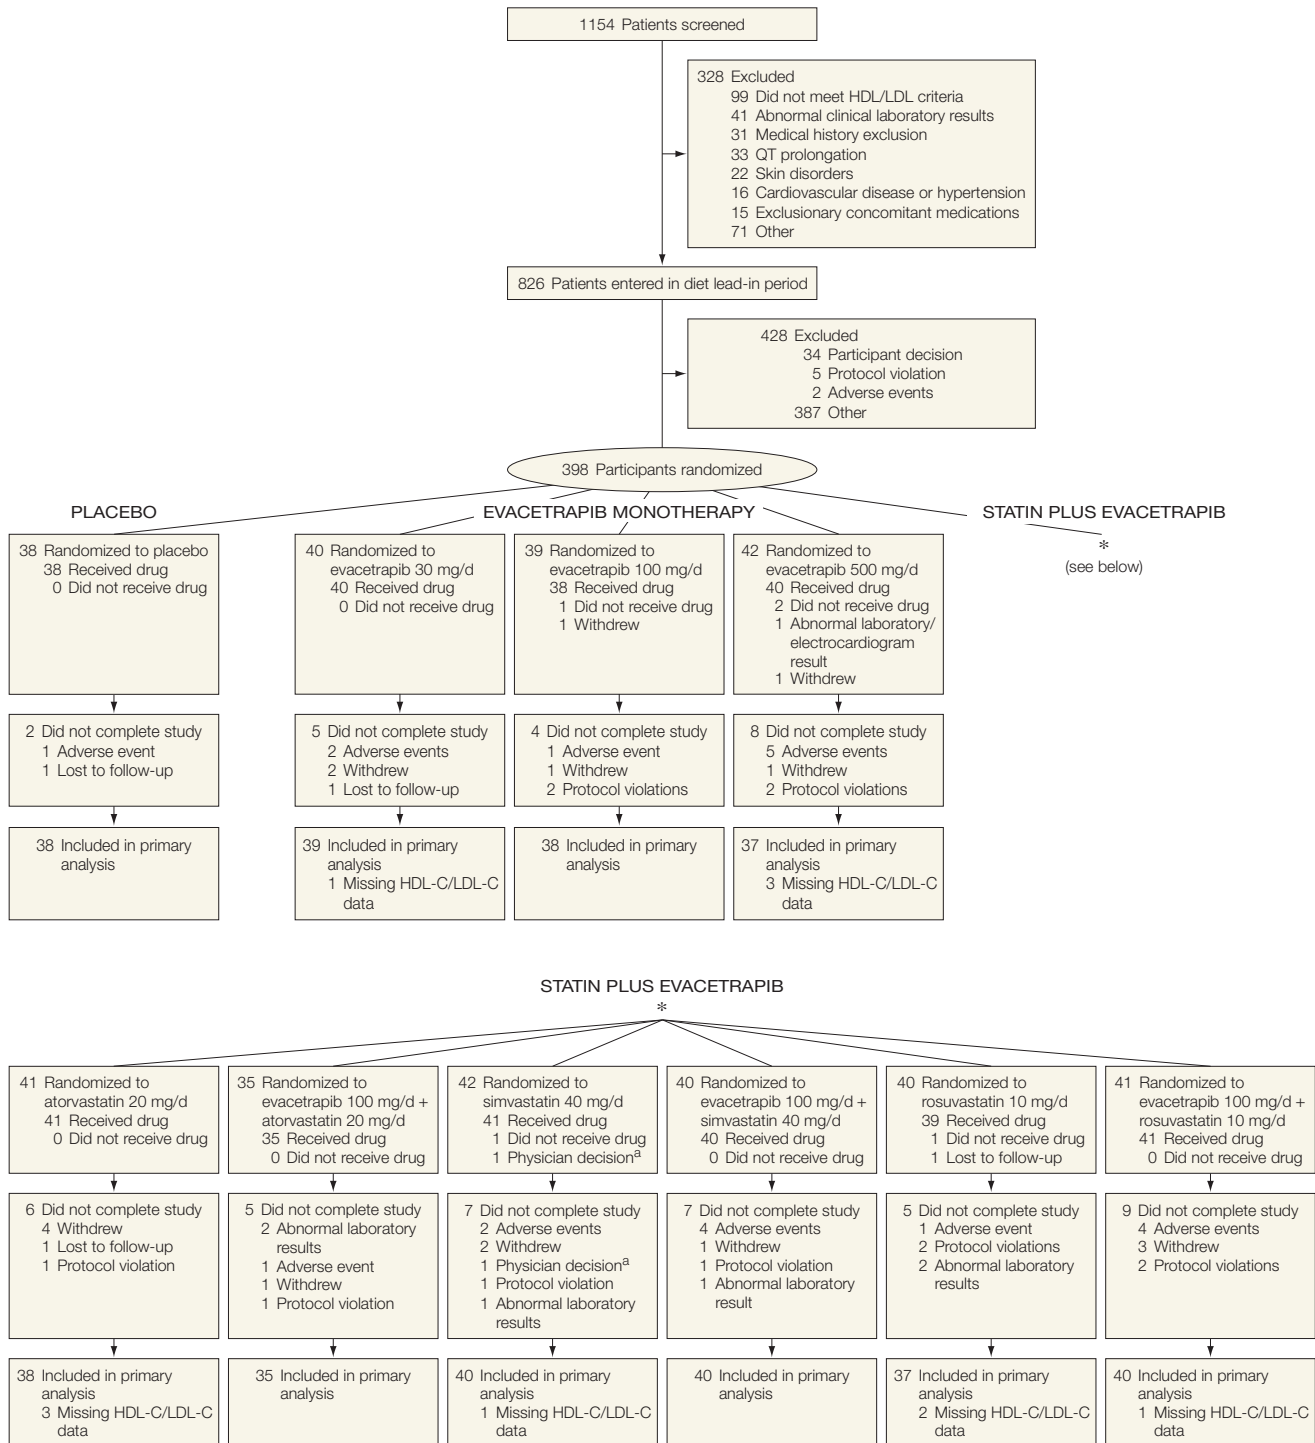 1154 Patients screened
328 Excluded
99 Did not meet HDL/LDL criteria
41 Abnormal clinical laboratory results
31 Medical history exclusion
33 QT prolongation
22 Skin disorders
16 Cardiovascular disease or hypertension
15 Exclusionary concomitant medications
71 Other
826 Patients entered in diet lead-in period
428 Excluded
34 Participant decision
5 Protocol violation
2 Adverse events
387 Other
398 Participants randomized
PLACEBO
EVACETRAPIB MONOTHERAPY
STATIN PLUS EVACETRAPIB
*
(see below)
38 Randomized to placebo
38 Received drug
0 Did not receive drug
40 Randomized to
evacetrapib 30 mg/d
40 Received drug
0 Did not receive drug
39 Randomized to
evacetrapib 100 mg/d
38 Received drug
1 Did not receive drug
1 Withdrew
42 Randomized to
evacetrapib 500 mg/d
40 Received drug
2 Did not receive drug
1 Abnormal laboratory/
electrocardiogram
result
1 Withdrew
2 Did not complete study
1 Adverse event
1 Lost to follow-up
5 Did not complete study
2 Adverse events
2 Withdrew
1 Lost to follow-up
4 Did not complete study
1 Adverse event
1 Withdrew
2 Protocol violations
8 Did not complete study
5 Adverse events
1 Withdrew
2 Protocol violations
38 Included in primary
analysis
39 Included in primary
analysis
1 Missing HDL-C/LDL-C
data
38 Included in primary
analysis
37 Included in primary
analysis
3 Missing HDL-C/LDL-C
data
STATIN PLUS EVACETRAPIB
*
41 Randomized to
atorvastatin 20 mg/d
41 Received drug
0 Did not receive drug
35 Randomized to
evacetrapib 100 mg/d +
atorvastatin 20 mg/d
35 Received drug
0 Did not receive drug
42 Randomized to
simvastatin 40 mg/d
41 Received drug
1 Did not receive drug
1 Physician decisionᵃ
40 Randomized to
evacetrapib 100 mg/d +
simvastatin 40 mg/d
40 Received drug
0 Did not receive drug
40 Randomized to
rosuvastatin 10 mg/d
39 Received drug
1 Did not receive drug
1 Lost to follow-up
41 Randomized to
evacetrapib 100 mg/d +
rosuvastatin 10 mg/d
41 Received drug
0 Did not receive drug
6 Did not complete study
4 Withdrew
1 Lost to follow-up
1 Protocol violation
5 Did not complete study
2 Abnormal laboratory
results
1 Adverse event
1 Withdrew
1 Protocol violation
7 Did not complete study
2 Adverse events
2 Withdrew
1 Physician decisionᵃ
1 Protocol violation
1 Abnormal laboratory
results
7 Did not complete study
4 Adverse events
1 Withdrew
1 Protocol violation
1 Abnormal laboratory
result
5 Did not complete study
1 Adverse event
2 Protocol violations
2 Abnormal laboratory
results
9 Did not complete study
4 Adverse events
3 Withdrew
2 Protocol violations
38 Included in primary
analysis
3 Missing HDL-C/LDL-C
data
35 Included in primary
analysis
40 Included in primary
analysis
1 Missing HDL-C/LDL-C
data
40 Included in primary
analysis
37 Included in primary
analysis
2 Missing HDL-C/LDL-C
data
40 Included in primary
analysis
1 Missing HDL-C/LDL-C
data